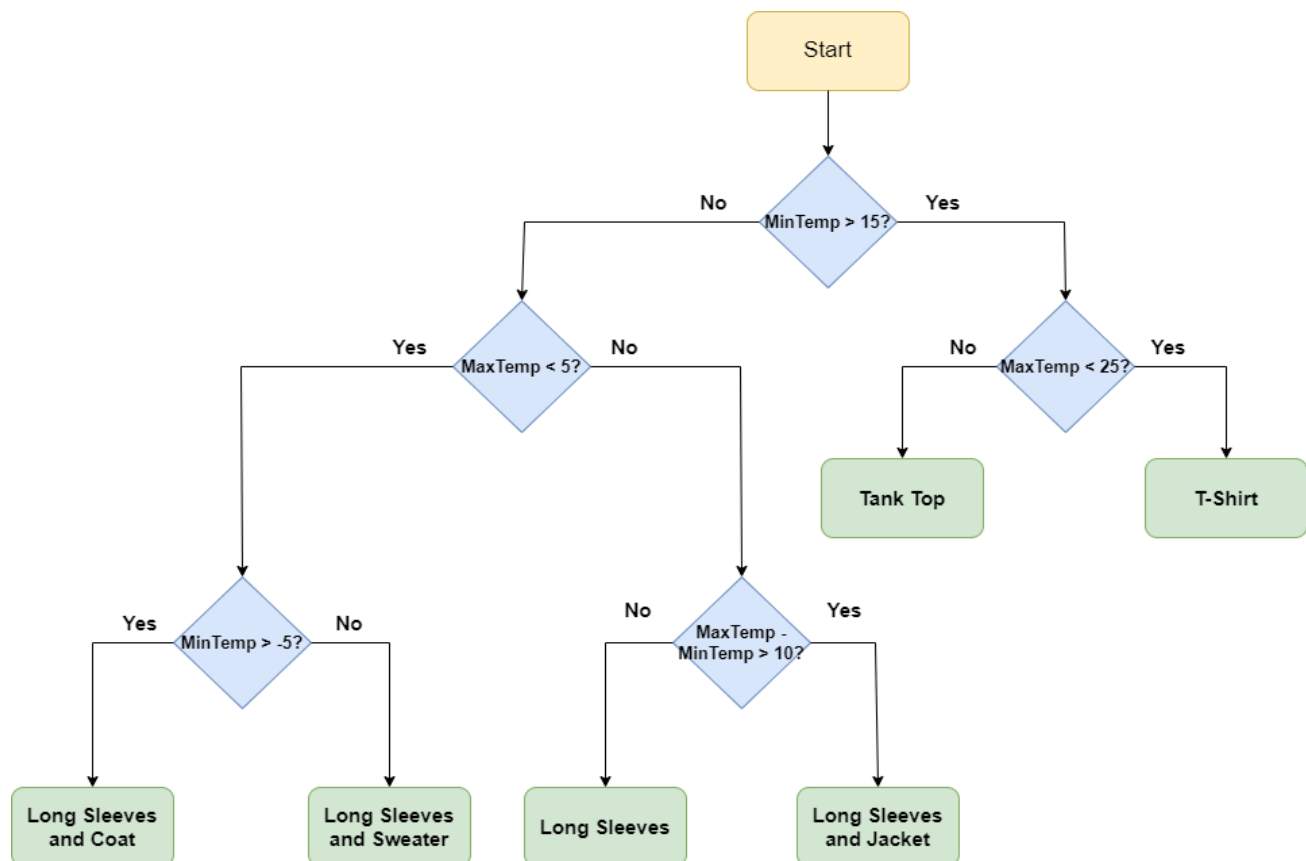 Start
No
Yes
MinTemp > 15?
Yes
No
MaxTemp < 5?
No
Yes
MaxTemp < 25?
Tank Top
T-Shirt
Yes
No
MinTemp > -5?
No
Yes
MaxTemp -
MinTemp > 10?
Long Sleeves
and Coat
Long Sleeves
and Sweater
Long Sleeves
Long Sleeves
and Jacket